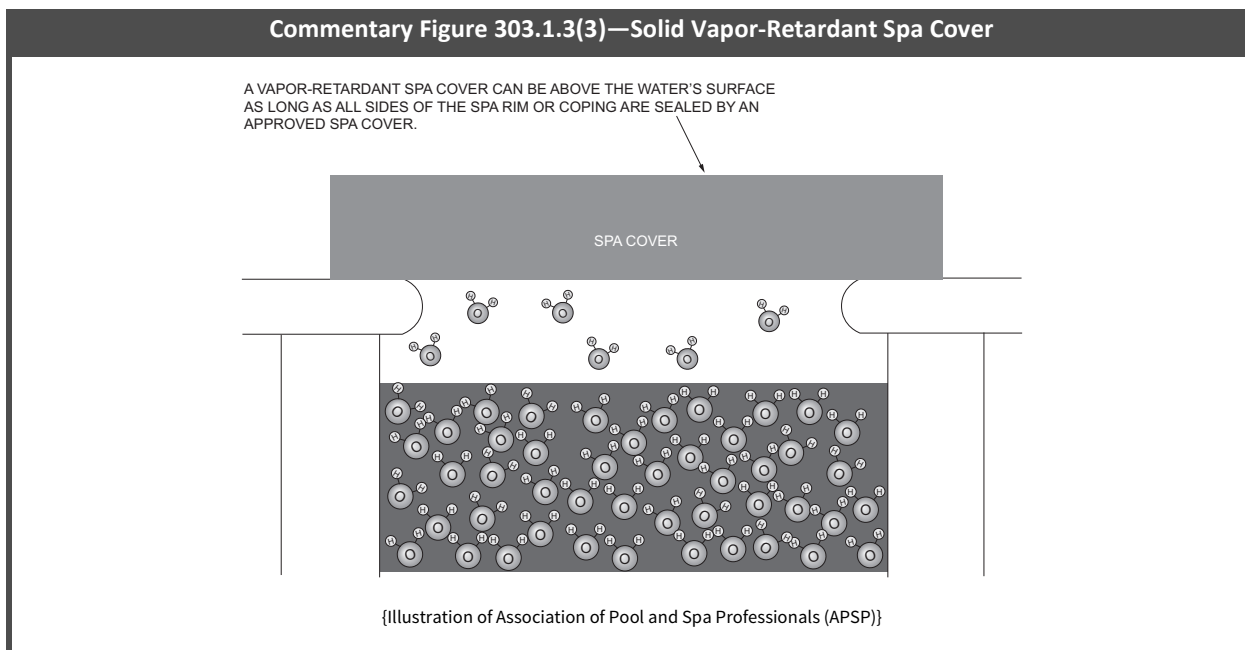 Commentary Figure 303.1.3(3)—Solid Vapor-Retardant Spa Cover
A VAPOR-RETARDANT SPA COVER CAN BE ABOVE THE WATER'S SURFACE
AS LONG AS ALL SIDES OF THE SPA RIM OR COPING ARE SEALED BY AN
APPROVED SPA COVER.
SPA COVER
{Illustration of Association of Pool and Spa Professionals (APSP)}